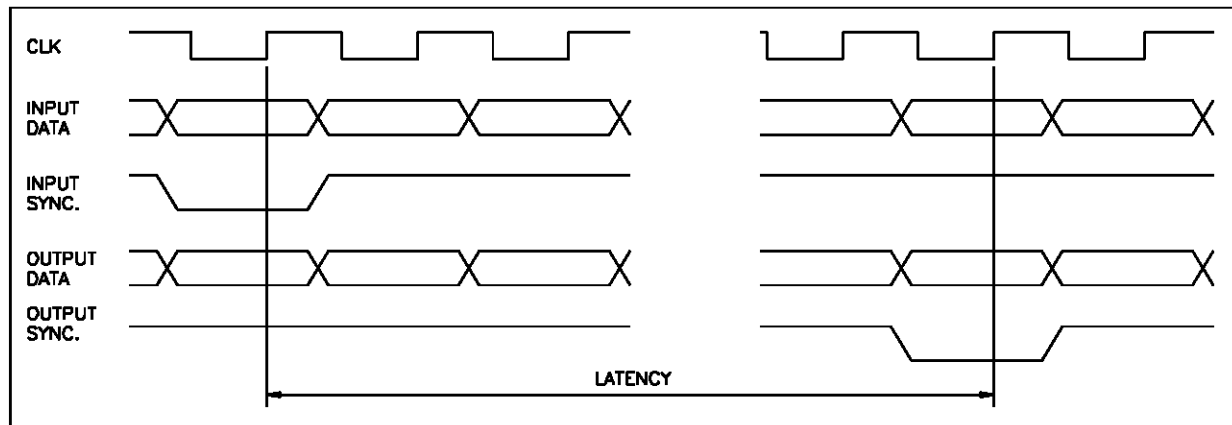 CLK
INPUT
DATA
INPUT
SYNC.
OUTPUT
DATA
OUTPUT
SYNC.
LATENCY